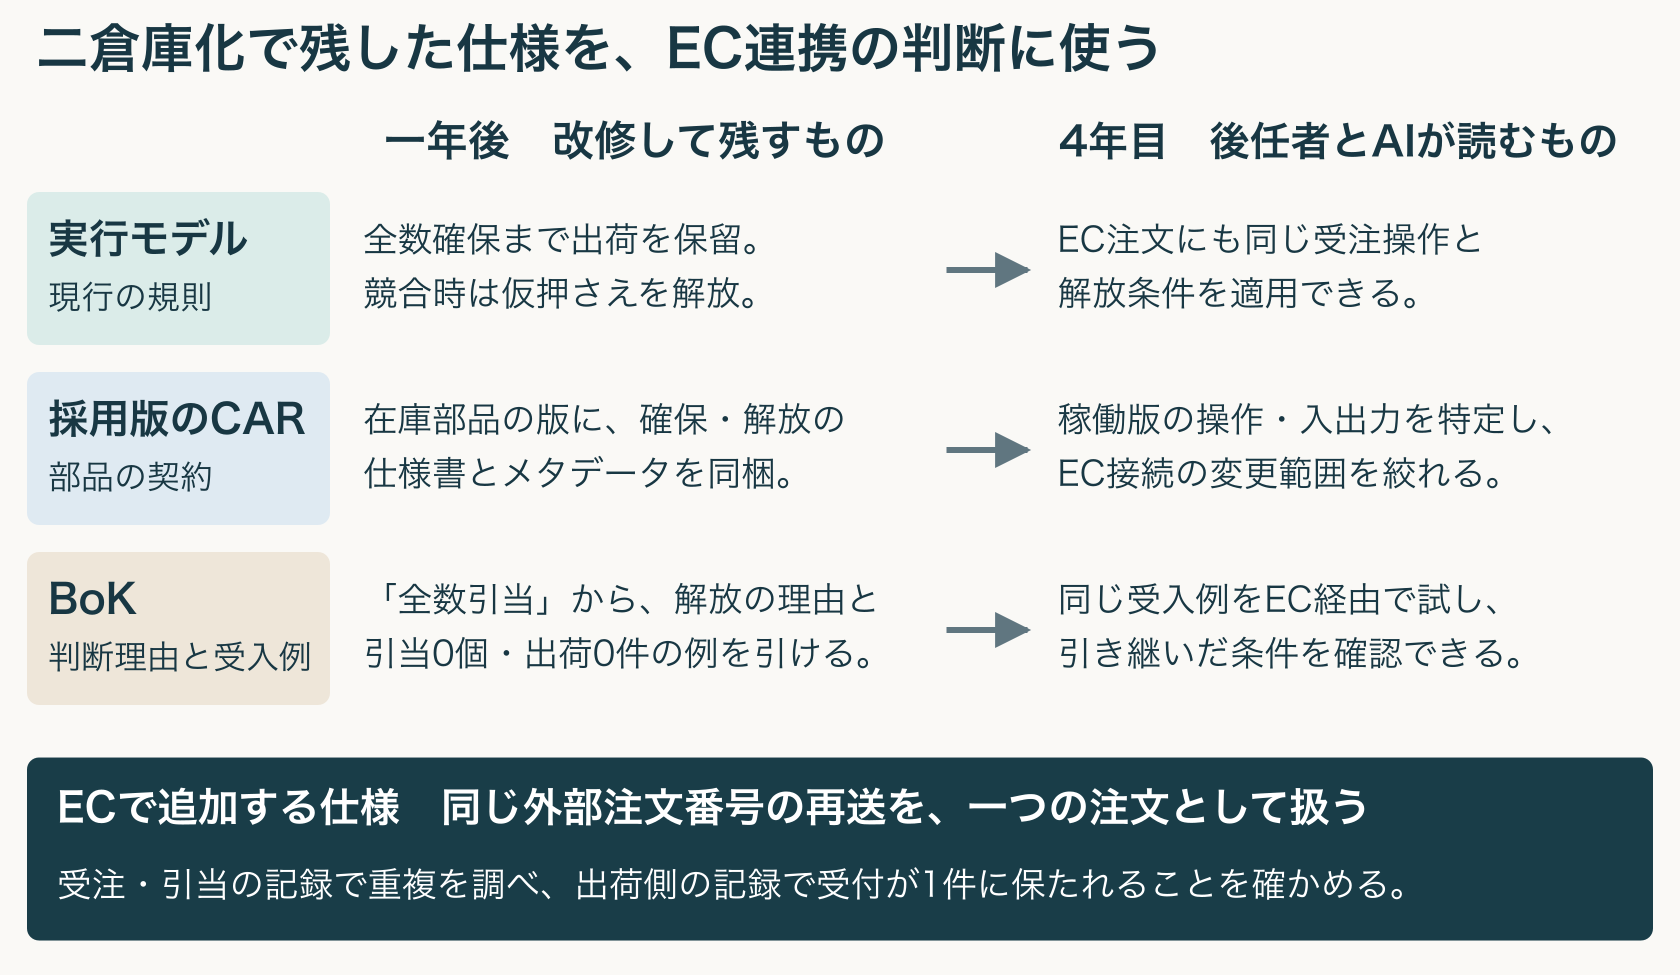 二倉庫化で残した仕様を、EC連携の判断に使う
一年後　改修して残すもの
4年目　後任者とAIが読むもの
実行モデル
現行の規則
全数確保まで出荷を保留。
競合時は仮押さえを解放。
EC注文にも同じ受注操作と
解放条件を適用できる。
採用版のCAR
部品の契約
在庫部品の版に、確保・解放の
仕様書とメタデータを同梱。
稼働版の操作・入出力を特定し、
EC接続の変更範囲を絞れる。
BoK
判断理由と受入例
「全数引当」から、解放の理由と
引当0個・出荷0件の例を引ける。
同じ受入例をEC経由で試し、
引き継いだ条件を確認できる。
ECで追加する仕様　同じ外部注文番号の再送を、一つの注文として扱う
受注・引当の記録で重複を調べ、出荷側の記録で受付が1件に保たれることを確かめる。